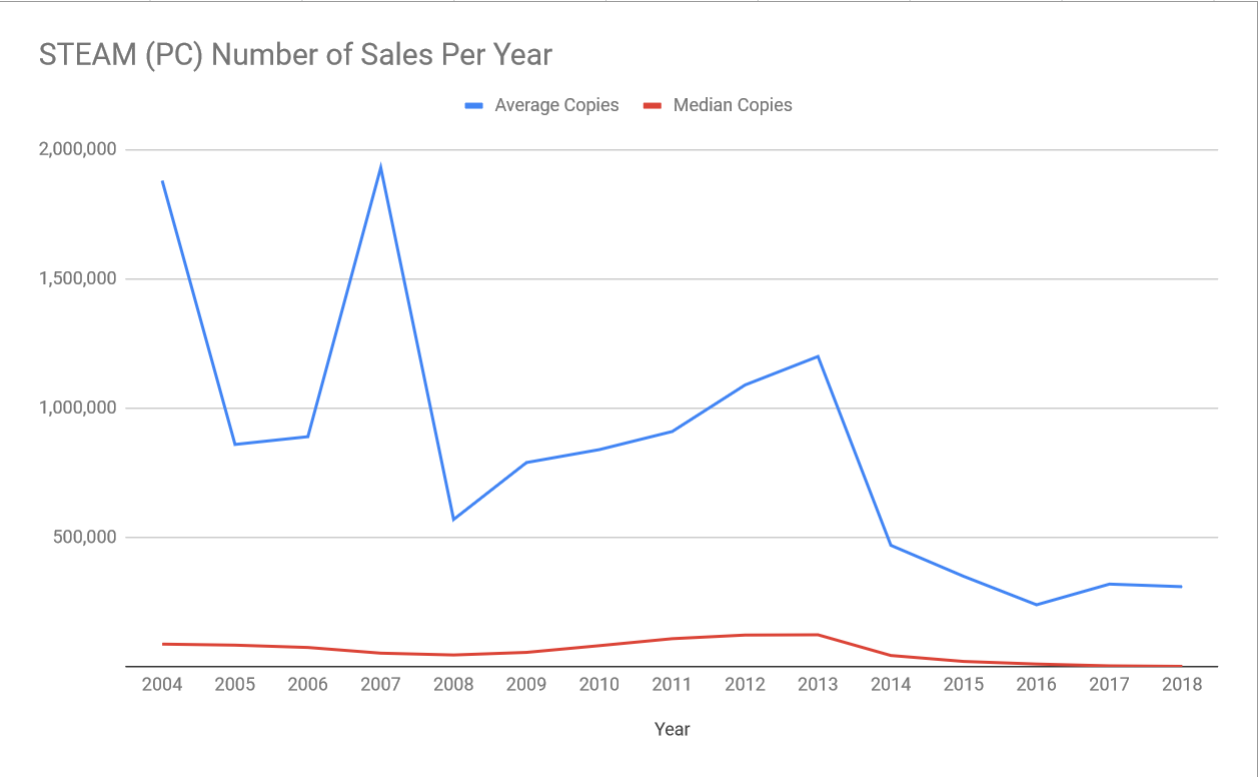 STEAM (PC) Number of Sales Per Year
Average Copies Median Copies
2,000,000
1,500,000
1,000,000
500,000
2004 2005 2006 2007 2008 2009 2010 2011 2012 2013 2014 2015 2016 2017 2018
Year